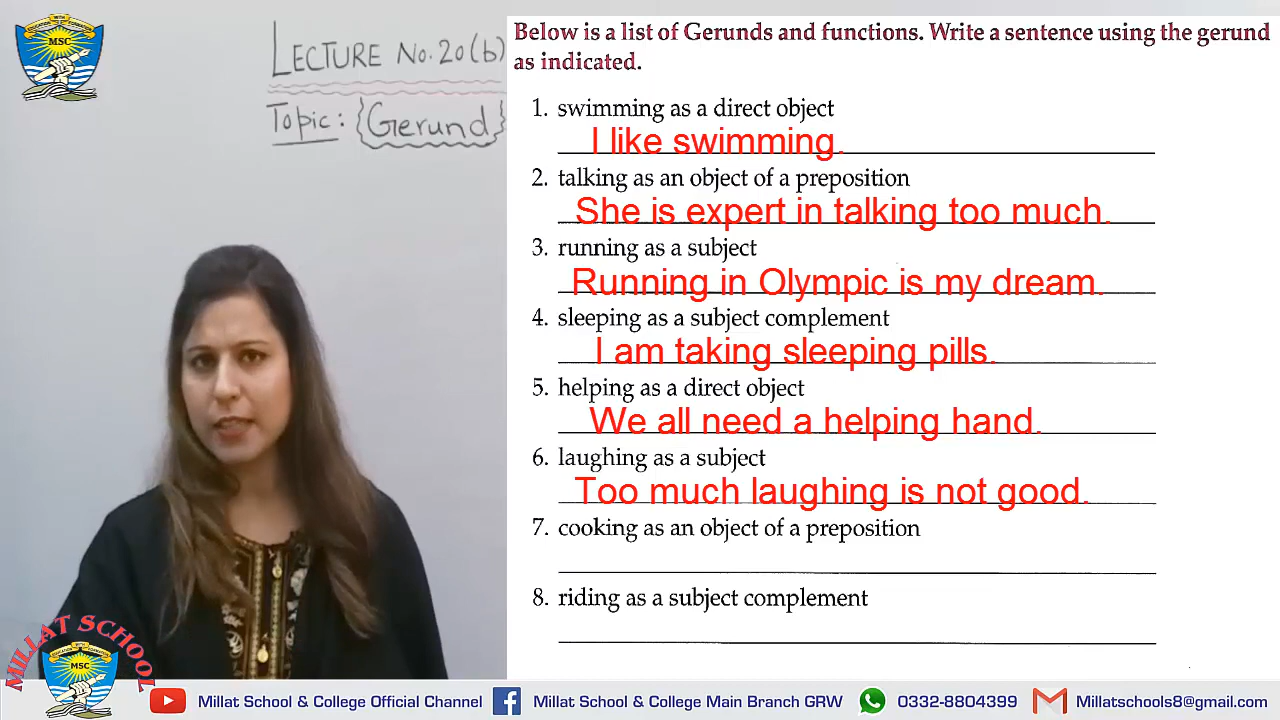 MSC
LECTURE No. 20(b)
Topic: {Gerund}
Below is a list of Gerunds and functions. Write a sentence using the gerund
as indicated.
1. swimming as a direct object
I like swimming.
2. talking as an object of a preposition
She is expert in talking too much.
3. running as a subject
Running in Olympic is my dream.
4. sleeping as a subject complement
I am taking sleeping pills.
5. helping as a direct object
We all need a helping hand.
6. laughing as a subject
Too much laughing is not good.
7. cooking as an object of a preposition
8. riding as a subject complement
MILLAT SCHOOL
MSC
Millat School & College Official Channel
Millat School & College Main Branch GRW
0332-8804399
Millatschools8@gmail.com